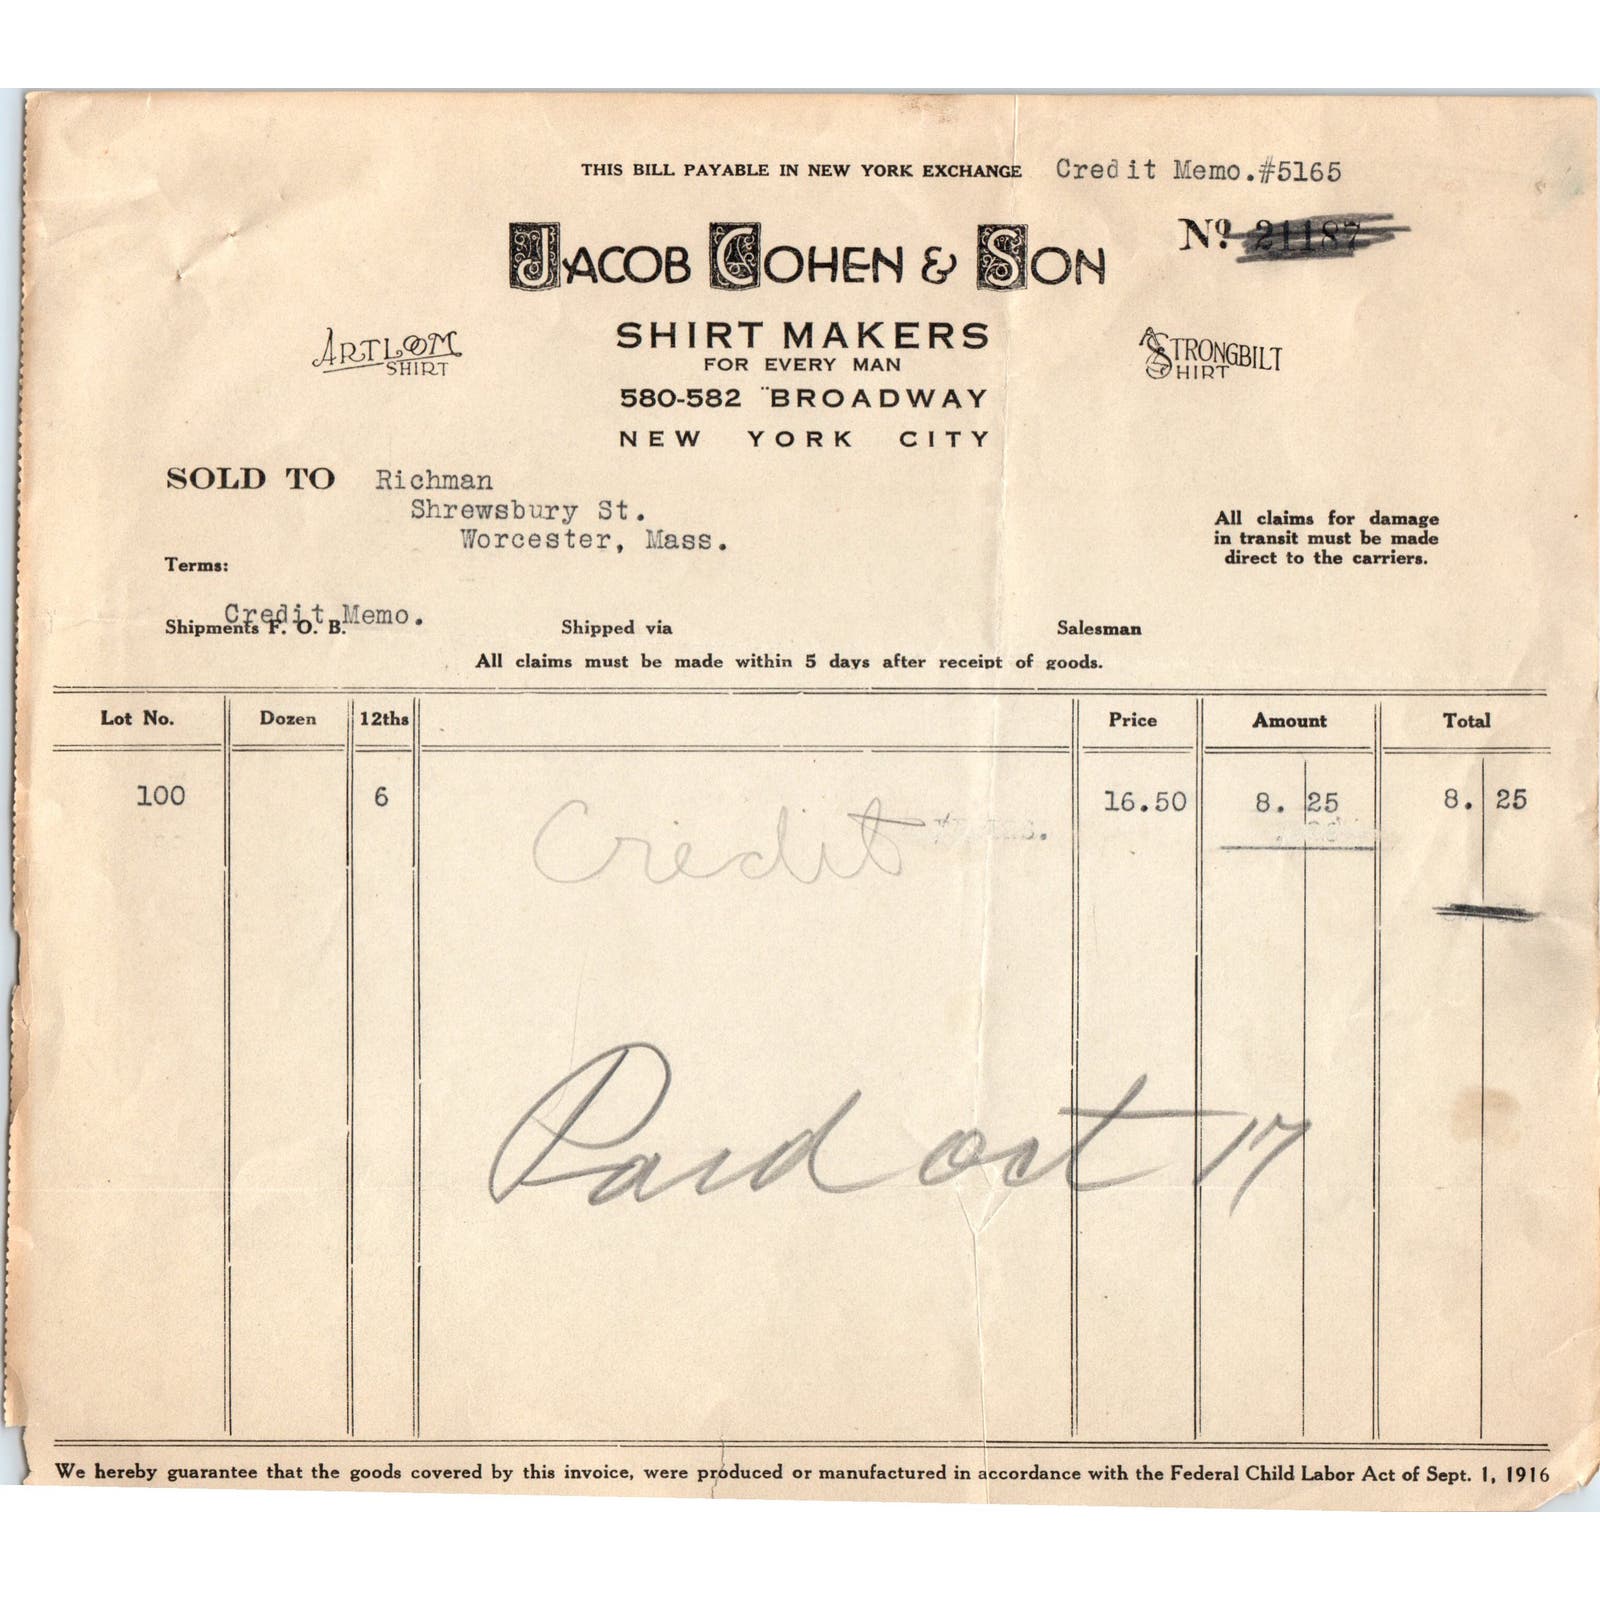 THIS BILL PAYABLE IN NEW YORK EXCHANGE Credit Memo.#5165
JACOB COHEN & SON
No. 21187
ARTLOOM SHIRT
SHIRT MAKERS
FOR EVERY MAN
580-582 BROADWAY
NEW YORK CITY
STRONGBILT SHIRT
SOLD TO Richman
Shrewsbury St.
Worcester, Mass.
All claims for damage
in transit must be made
direct to the carriers.
Terms:
Credit Memo.
Shipments F. O. B. Shipped via Salesman
All claims must be made within 5 days after receipt of goods.
Lot No. Dozen 12ths Price Amount Total
100 6 16.50 8. 25 8. 25
Credit
Paid Oct 17
We hereby guarantee that the goods covered by this invoice, were produced or manufactured in accordance with the Federal Child Labor Act of Sept. 1, 1916